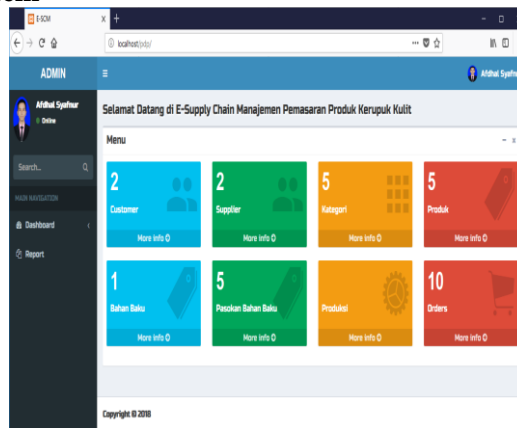 E-SCM
localhost/pdp/
ADMIN
Afdhal Syafnur
Afdhal Syafnur
Online
Search...
MAIN NAVIGATION
Dashboard
Report
Selamat Datang di E-Supply Chain Manajemen Pemasaran Produk Kerupuk Kulit
Menu
2
Customer
More info
2
Supplier
More info
5
Kategori
More info
5
Produk
More info
1
Bahan Baku
More info
5
Pasokan Bahan Baku
More info
Produksi
More info
10
Orders
More info
Copyright © 2018